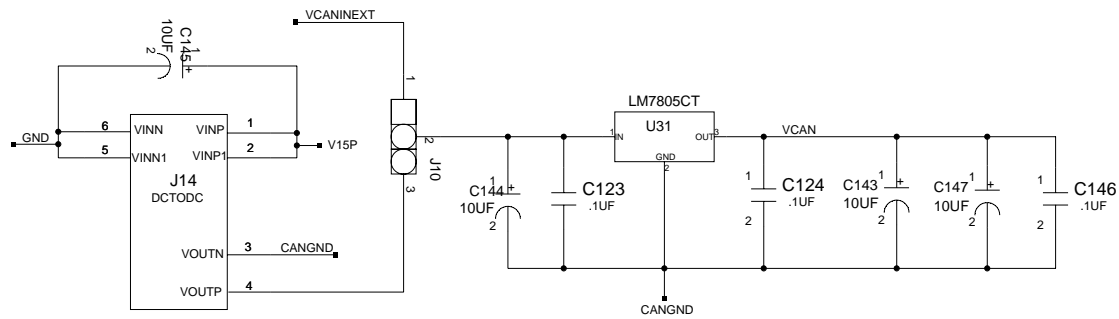 VCANINEXT
C145
10UF
1
+
2
1
LM7805CT
U31
1
IN
OUT
3
GND
2
VCAN
GND
6
VINN
VINP
1
5
VINN1
VINP1
2
V15P
J14
DCTODC
2
J10
3
VOUTN
3
CANGND
VOUTP
4
1
+
C144
10UF
2
C123
.1UF
1
C124
.1UF
2
1
+
C143
10UF
2
1
+
C147
10UF
2
1
C146
.1UF
2
CANGND